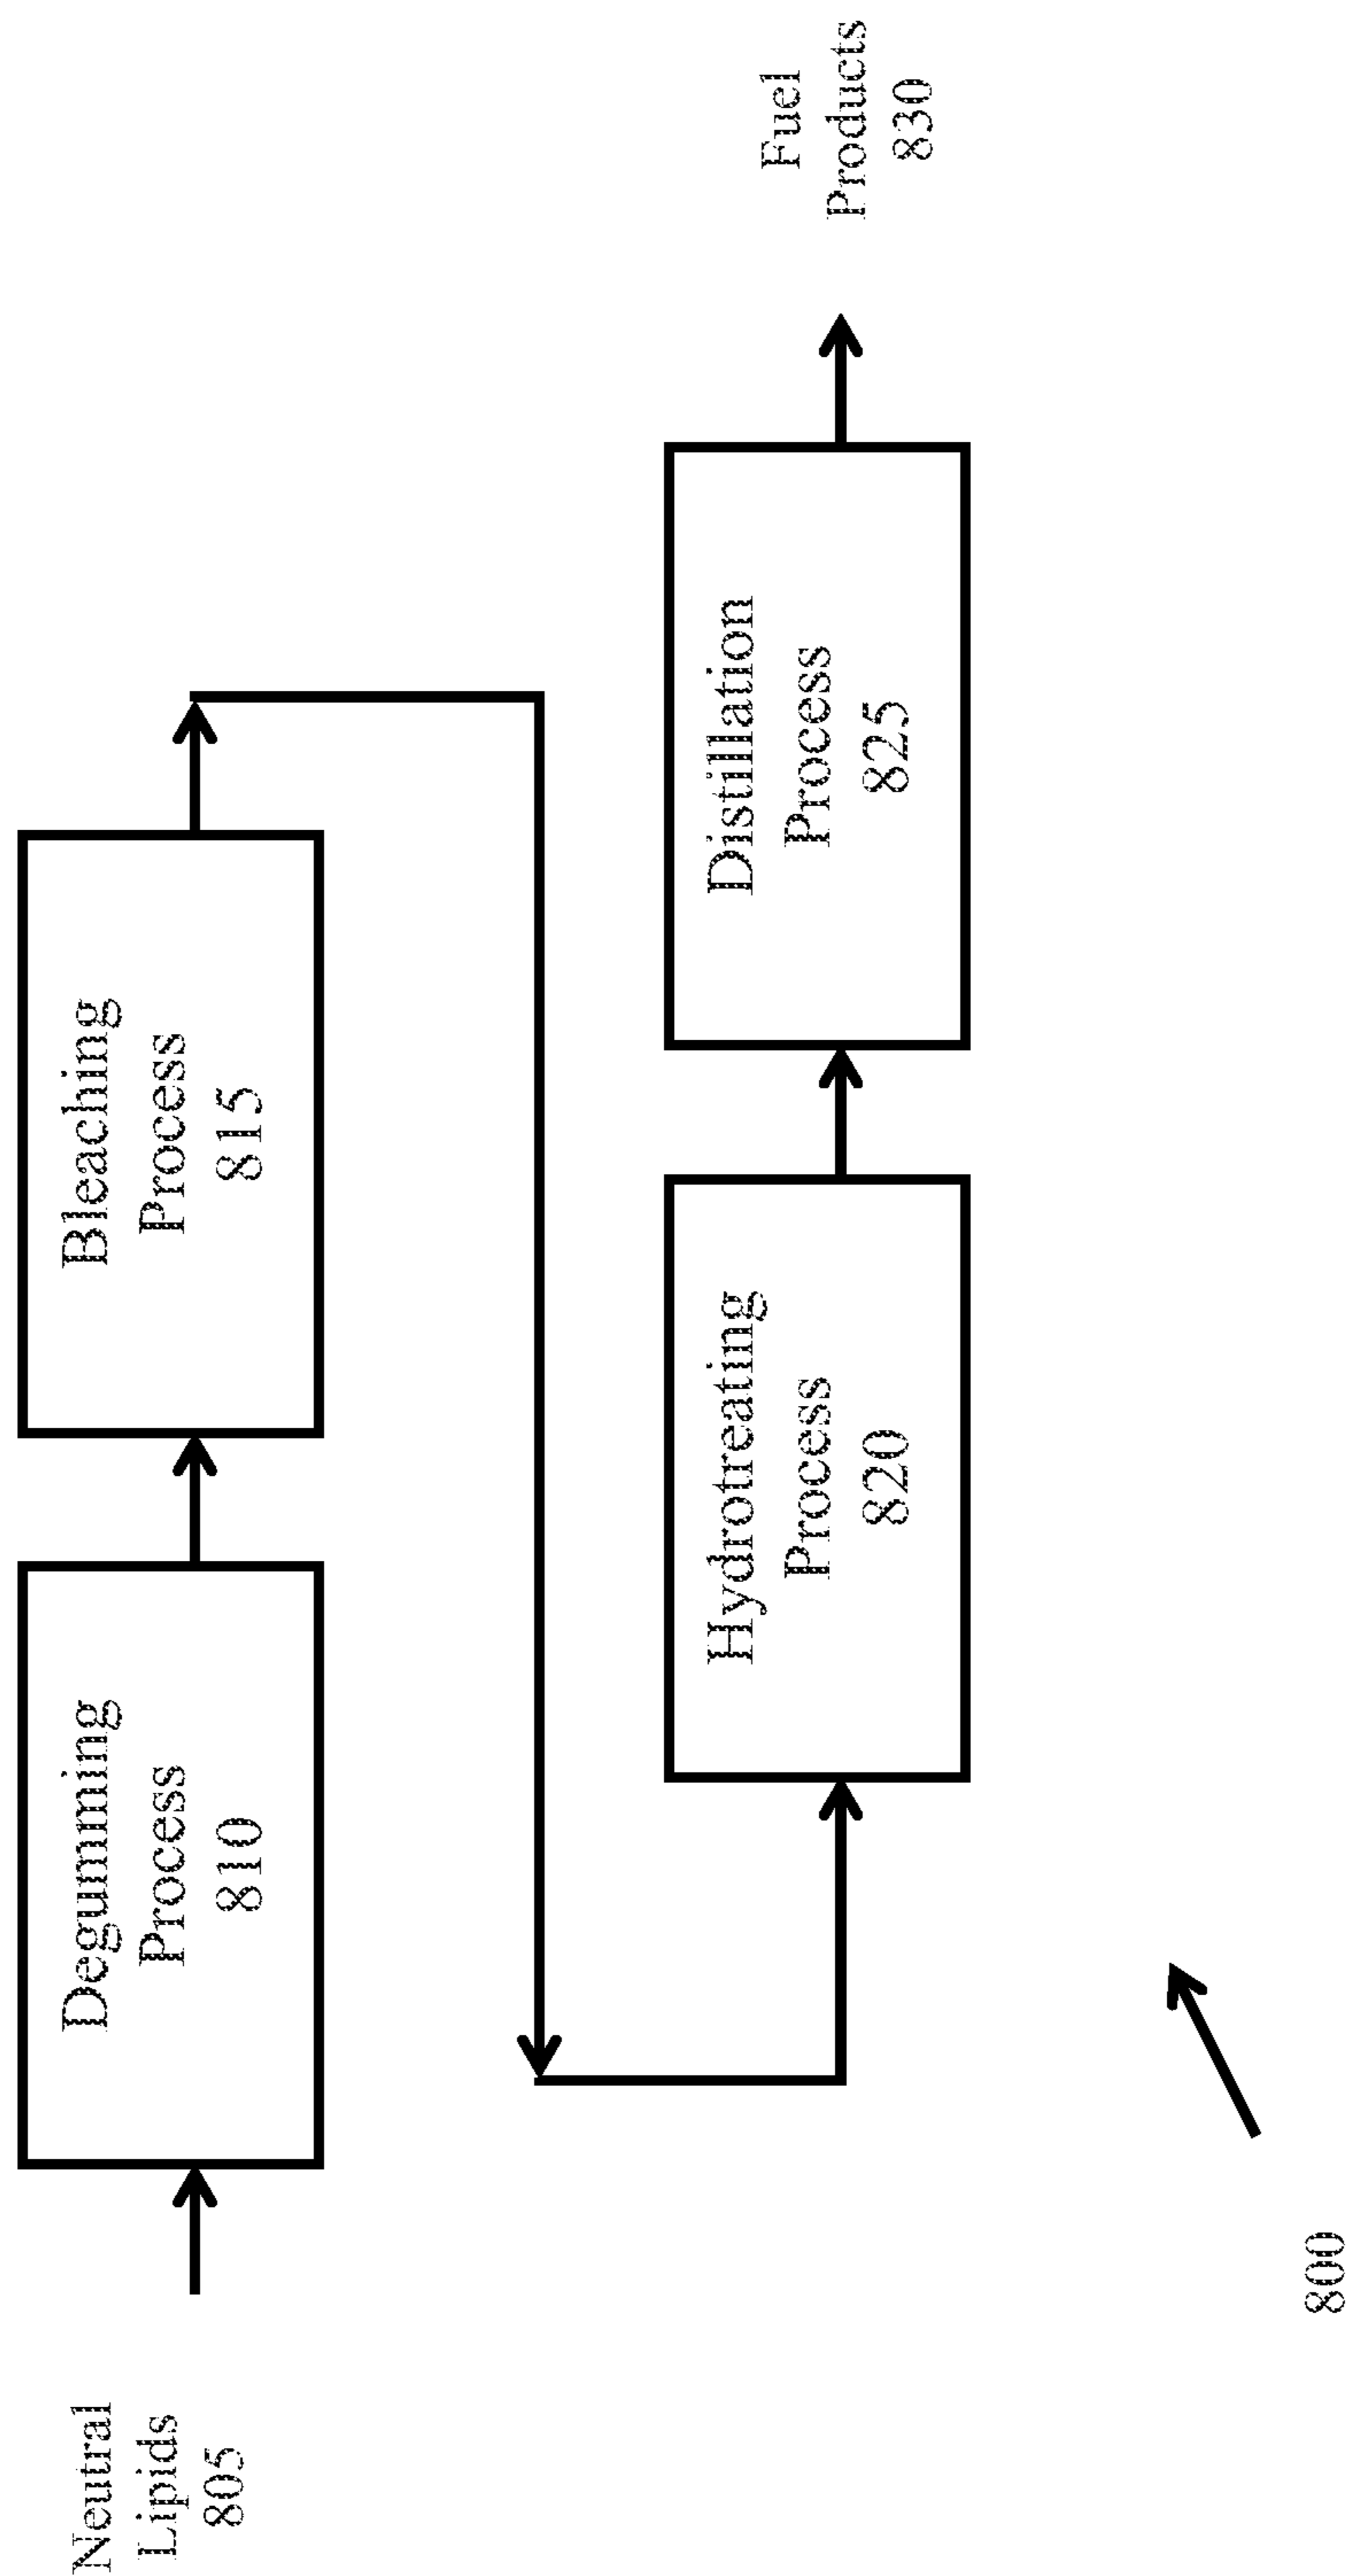 Neutral
Lipids
805
Degumming
Process
810
Bleaching
Process
815
Hydrotreating
Process
820
Distillation
Process
825
Fuel
Products
830
800